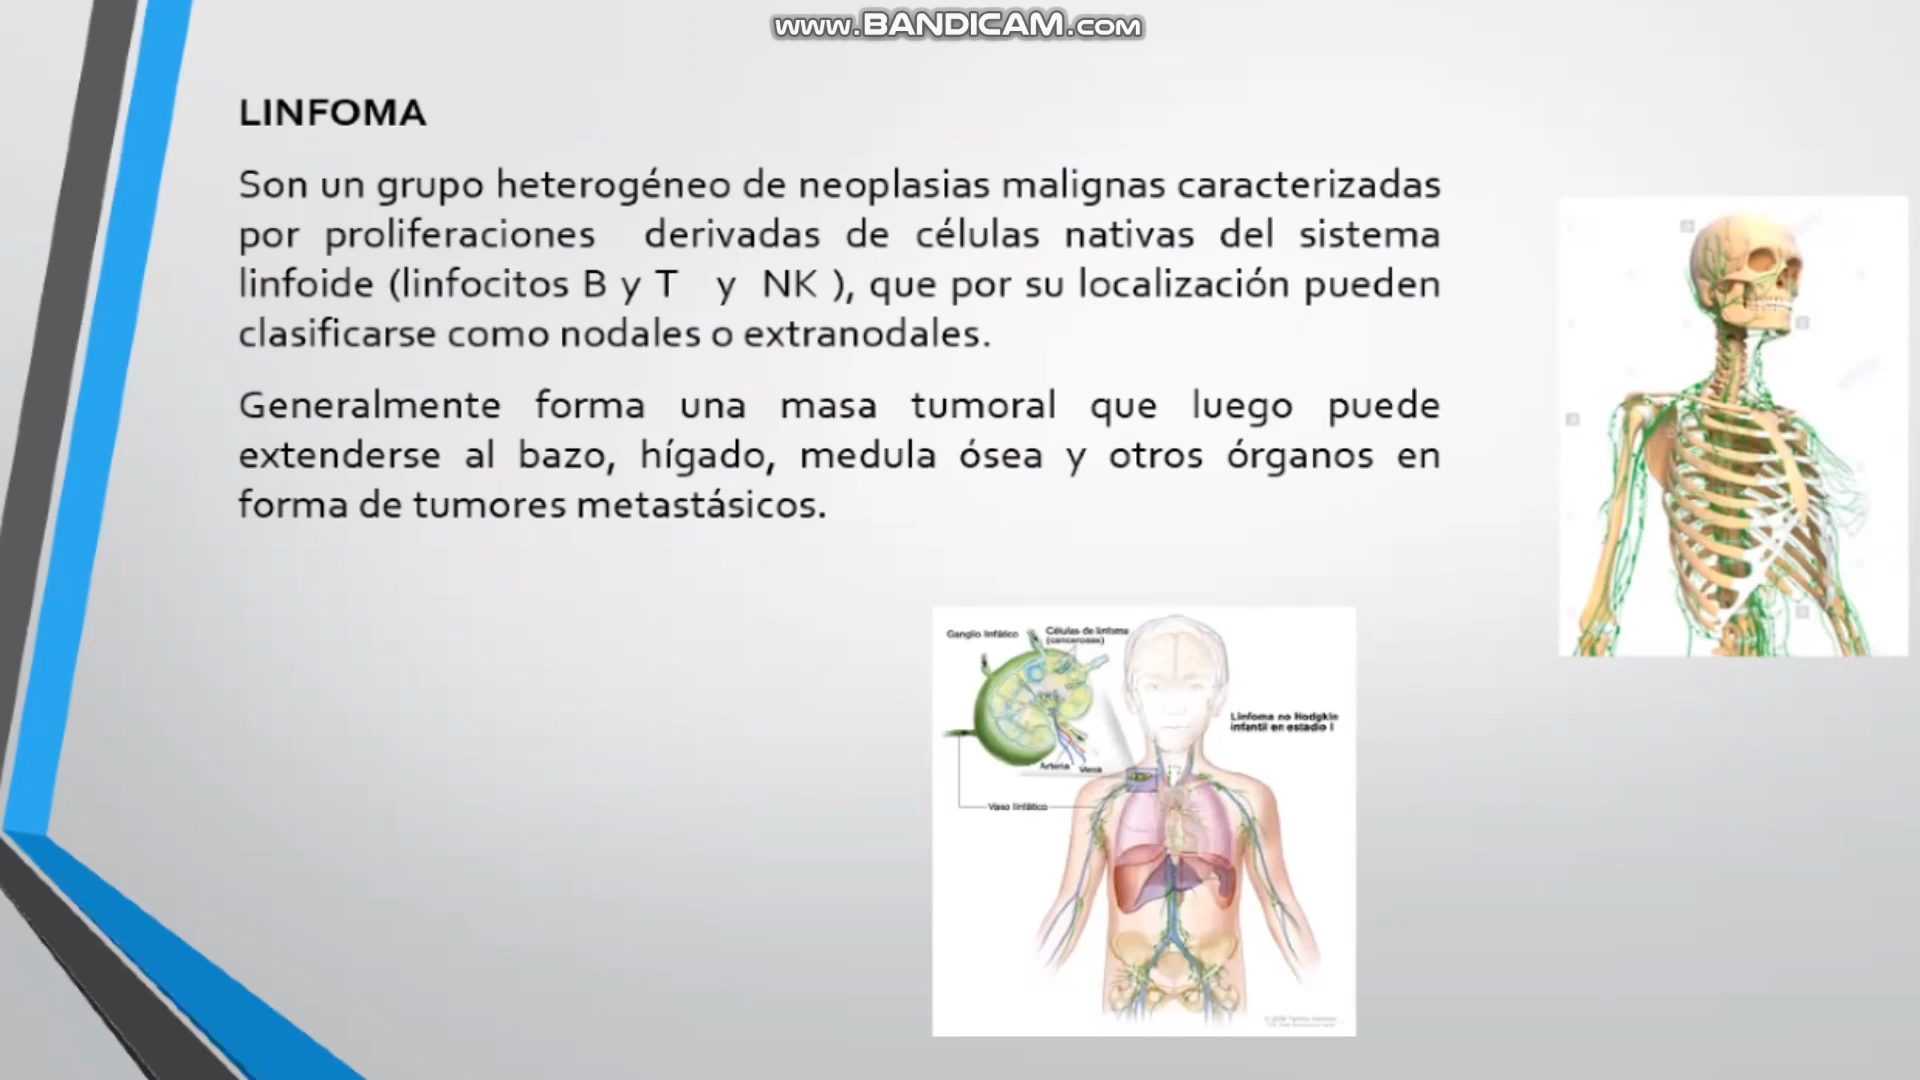 www.BANDICAM.com
LINFOMA
Son un grupo heterogéneo de neoplasias malignas caracterizadas
por proliferaciones derivadas de células nativas del sistema
linfoide (linfocitos B y T y NK ), que por su localización pueden
clasificarse como nodales o extranodales.
Generalmente forma una masa tumoral que luego puede
extenderse al bazo, hígado, medula ósea y otros órganos en
forma de tumores metastásicos.
Ganglio linfático
Células de linfoma
(cancerosas)
Linfoma no Hodgkin
infantil en estadio I
Arteria Vena
Vaso linfático